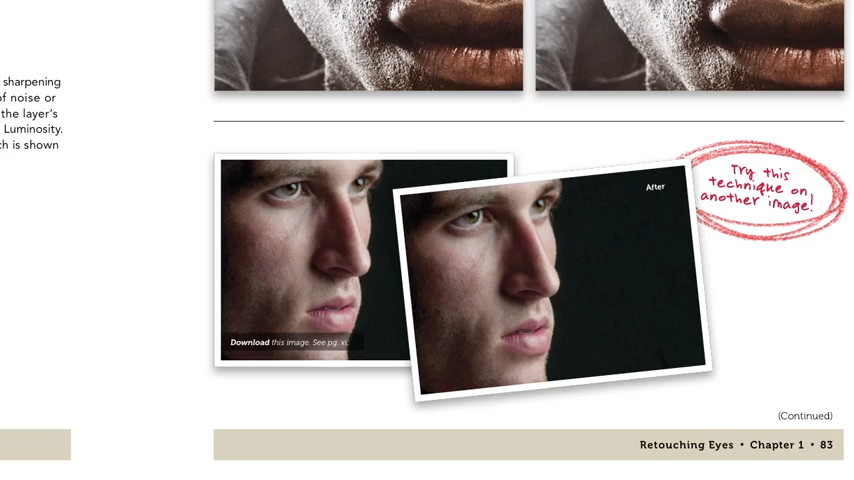 sharpening
of noise or
the layer's
Luminosity.
ch is shown
Try this
technique on
another image!
After
Download this image. See pg. xi.
(Continued)
Retouching Eyes • Chapter 1 • 83